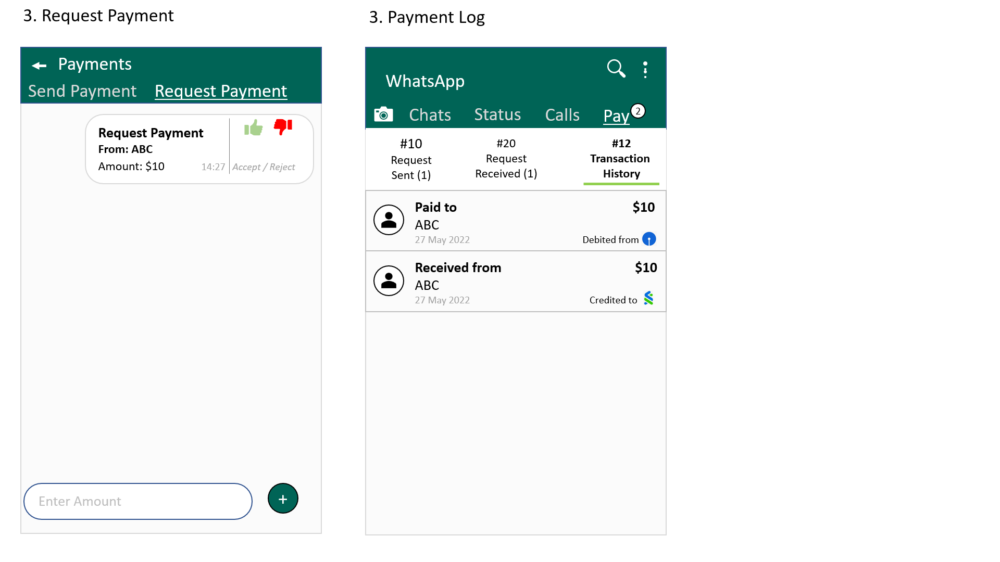 3. Request Payment
Payments
Send Payment
Request Payment
Request Payment
From: ABC
Amount: $10
14:27
Accept / Reject
Enter Amount
+
3. Payment Log
WhatsApp
Chats
Status
Calls
Pay
2
#10
Request
Sent (1)
#20
Request
Received (1)
#12
Transaction
History
Paid to
$10
ABC
27 May 2022
Debited from
Received from
$10
ABC
27 May 2022
Credited to